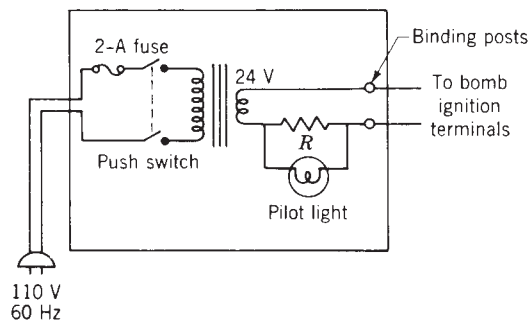 2-A fuse
24 V
Binding posts
To bomb
ignition
terminals
R
Push switch
Pilot light
110 V
60 Hz